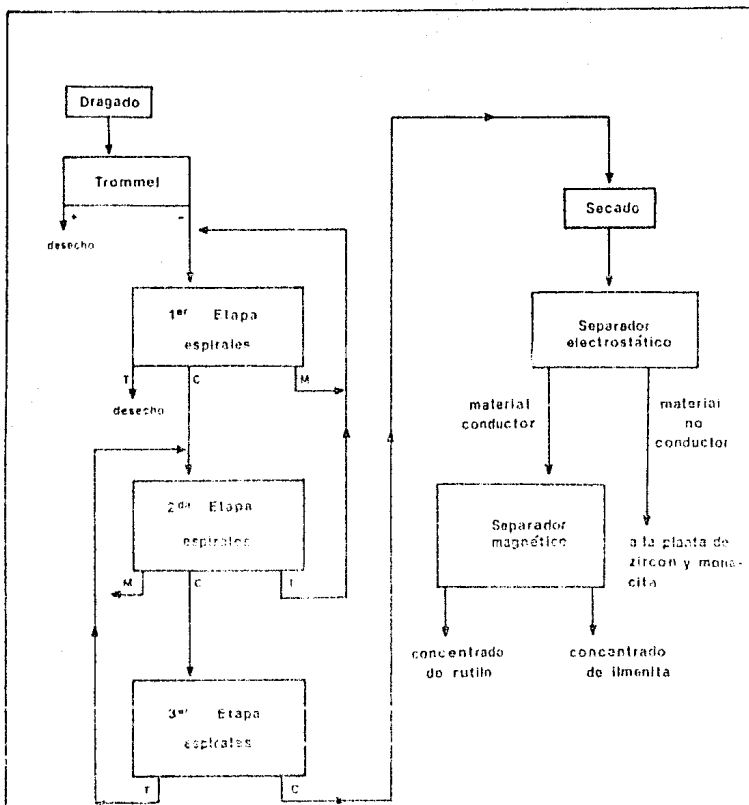 Dragado
Trommel
+
-
desecho
1er Etapa
espirales
T
C
M
desecho
2da Etapa
espirales
M
C
T
3er Etapa
espirales
T
C
Secado
Separador
electrostático
material
conductor
material
no
conductor
Separador
magnético
a la planta de
zircon y mona-
cita
concentrado
de rutilo
concentrado
de ilmenita